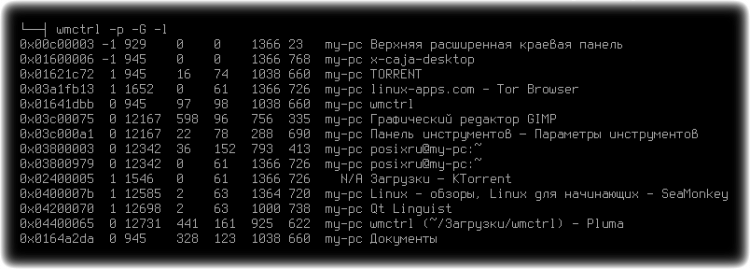 └──┤ wmctrl -p -G -l
0x00c00003 -1 929    0    0    1366 23   my-pc Верхняя расширенная краевая панель
0x01600006 -1 945    0    0    1366 768  my-pc x-caja-desktop
0x01621c72  1 945    16   74   1038 660  my-pc TORRENT
0x03a1fb13  1 1652   0    61   1366 726  my-pc linux-apps.com - Tor Browser
0x01641dbb  0 945    97   98   1038 660  my-pc wmctrl
0x03c00075  0 12167  598  96   756  335  my-pc Графический редактор GIMP
0x03c000a1  0 12167  22   78   288  690  my-pc Панель инструментов - Параметры инструментов
0x03800003  0 12342  36   152  793  413  my-pc posixru@my-pc:~
0x03800979  0 12342  0    61   1366 726  my-pc posixru@my-pc:~
0x02400005  1 1546   0    61   1366 726    N/A Загрузки - KTorrent
0x0400007b  1 12585  2    63   1364 720  my-pc Linux - обзоры, Linux для начинающих - SeaMonkey
0x04200070  1 12698  2    63   1000 738  my-pc Qt Linguist
0x04400065  0 12731  441  161  925  622  my-pc wmctrl (~/Загрузки/wmctrl) - Pluma
0x0164a2da  0 945    328  123  1038 660  my-pc Документы